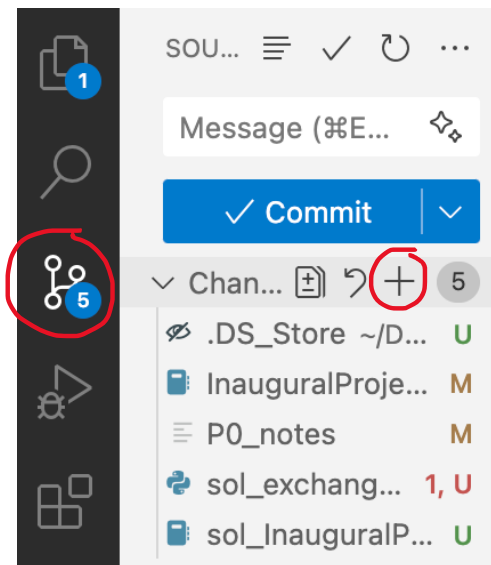 1
SOU...
Message (⌘E...
Commit
5
Chan... 5
.DS_Store ~/D... U
InauguralProje... M
P0_notes M
sol_exchang... 1, U
sol_InauguralP... U